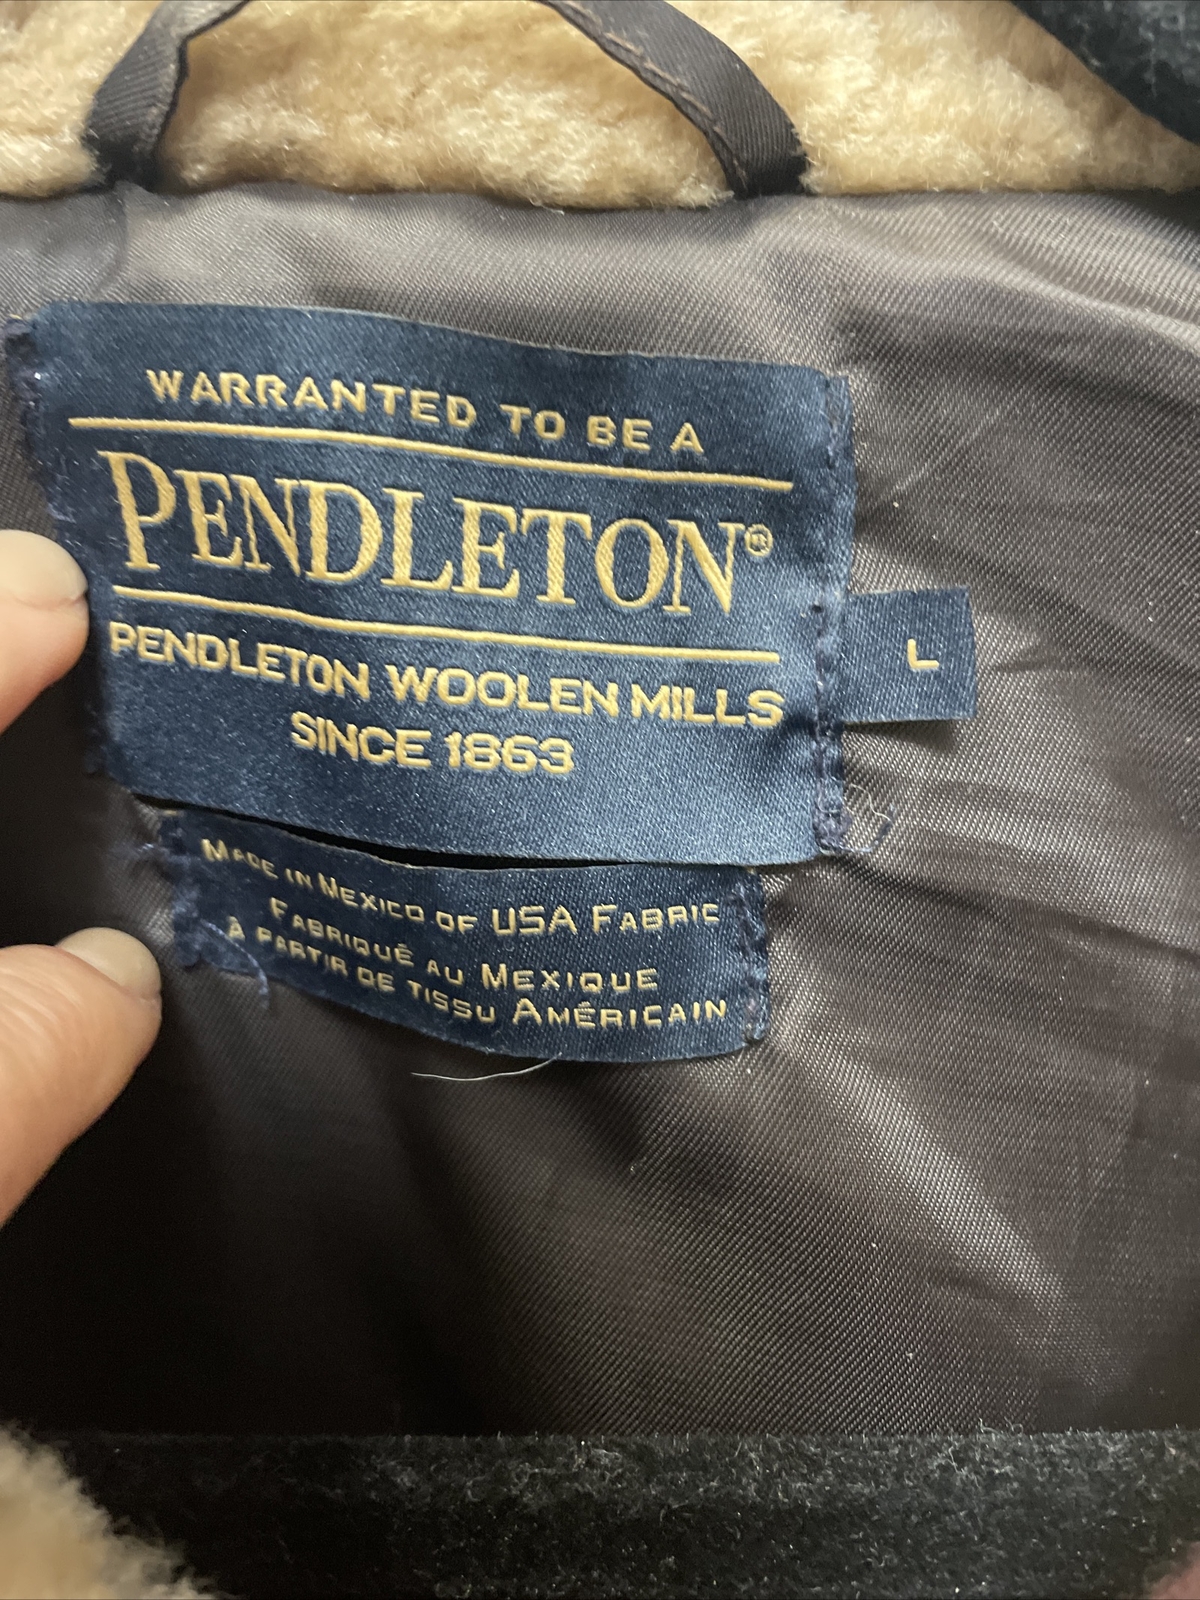 WARRANTED TO BE A
PENDLETON®
PENDLETON WOOLEN MILLS
SINCE 1863
L
MADE IN MEXICO OF USA FABRIC
FABRIQUÉ AU MEXIQUE
À PARTIR DE TISSU AMÉRICAIN